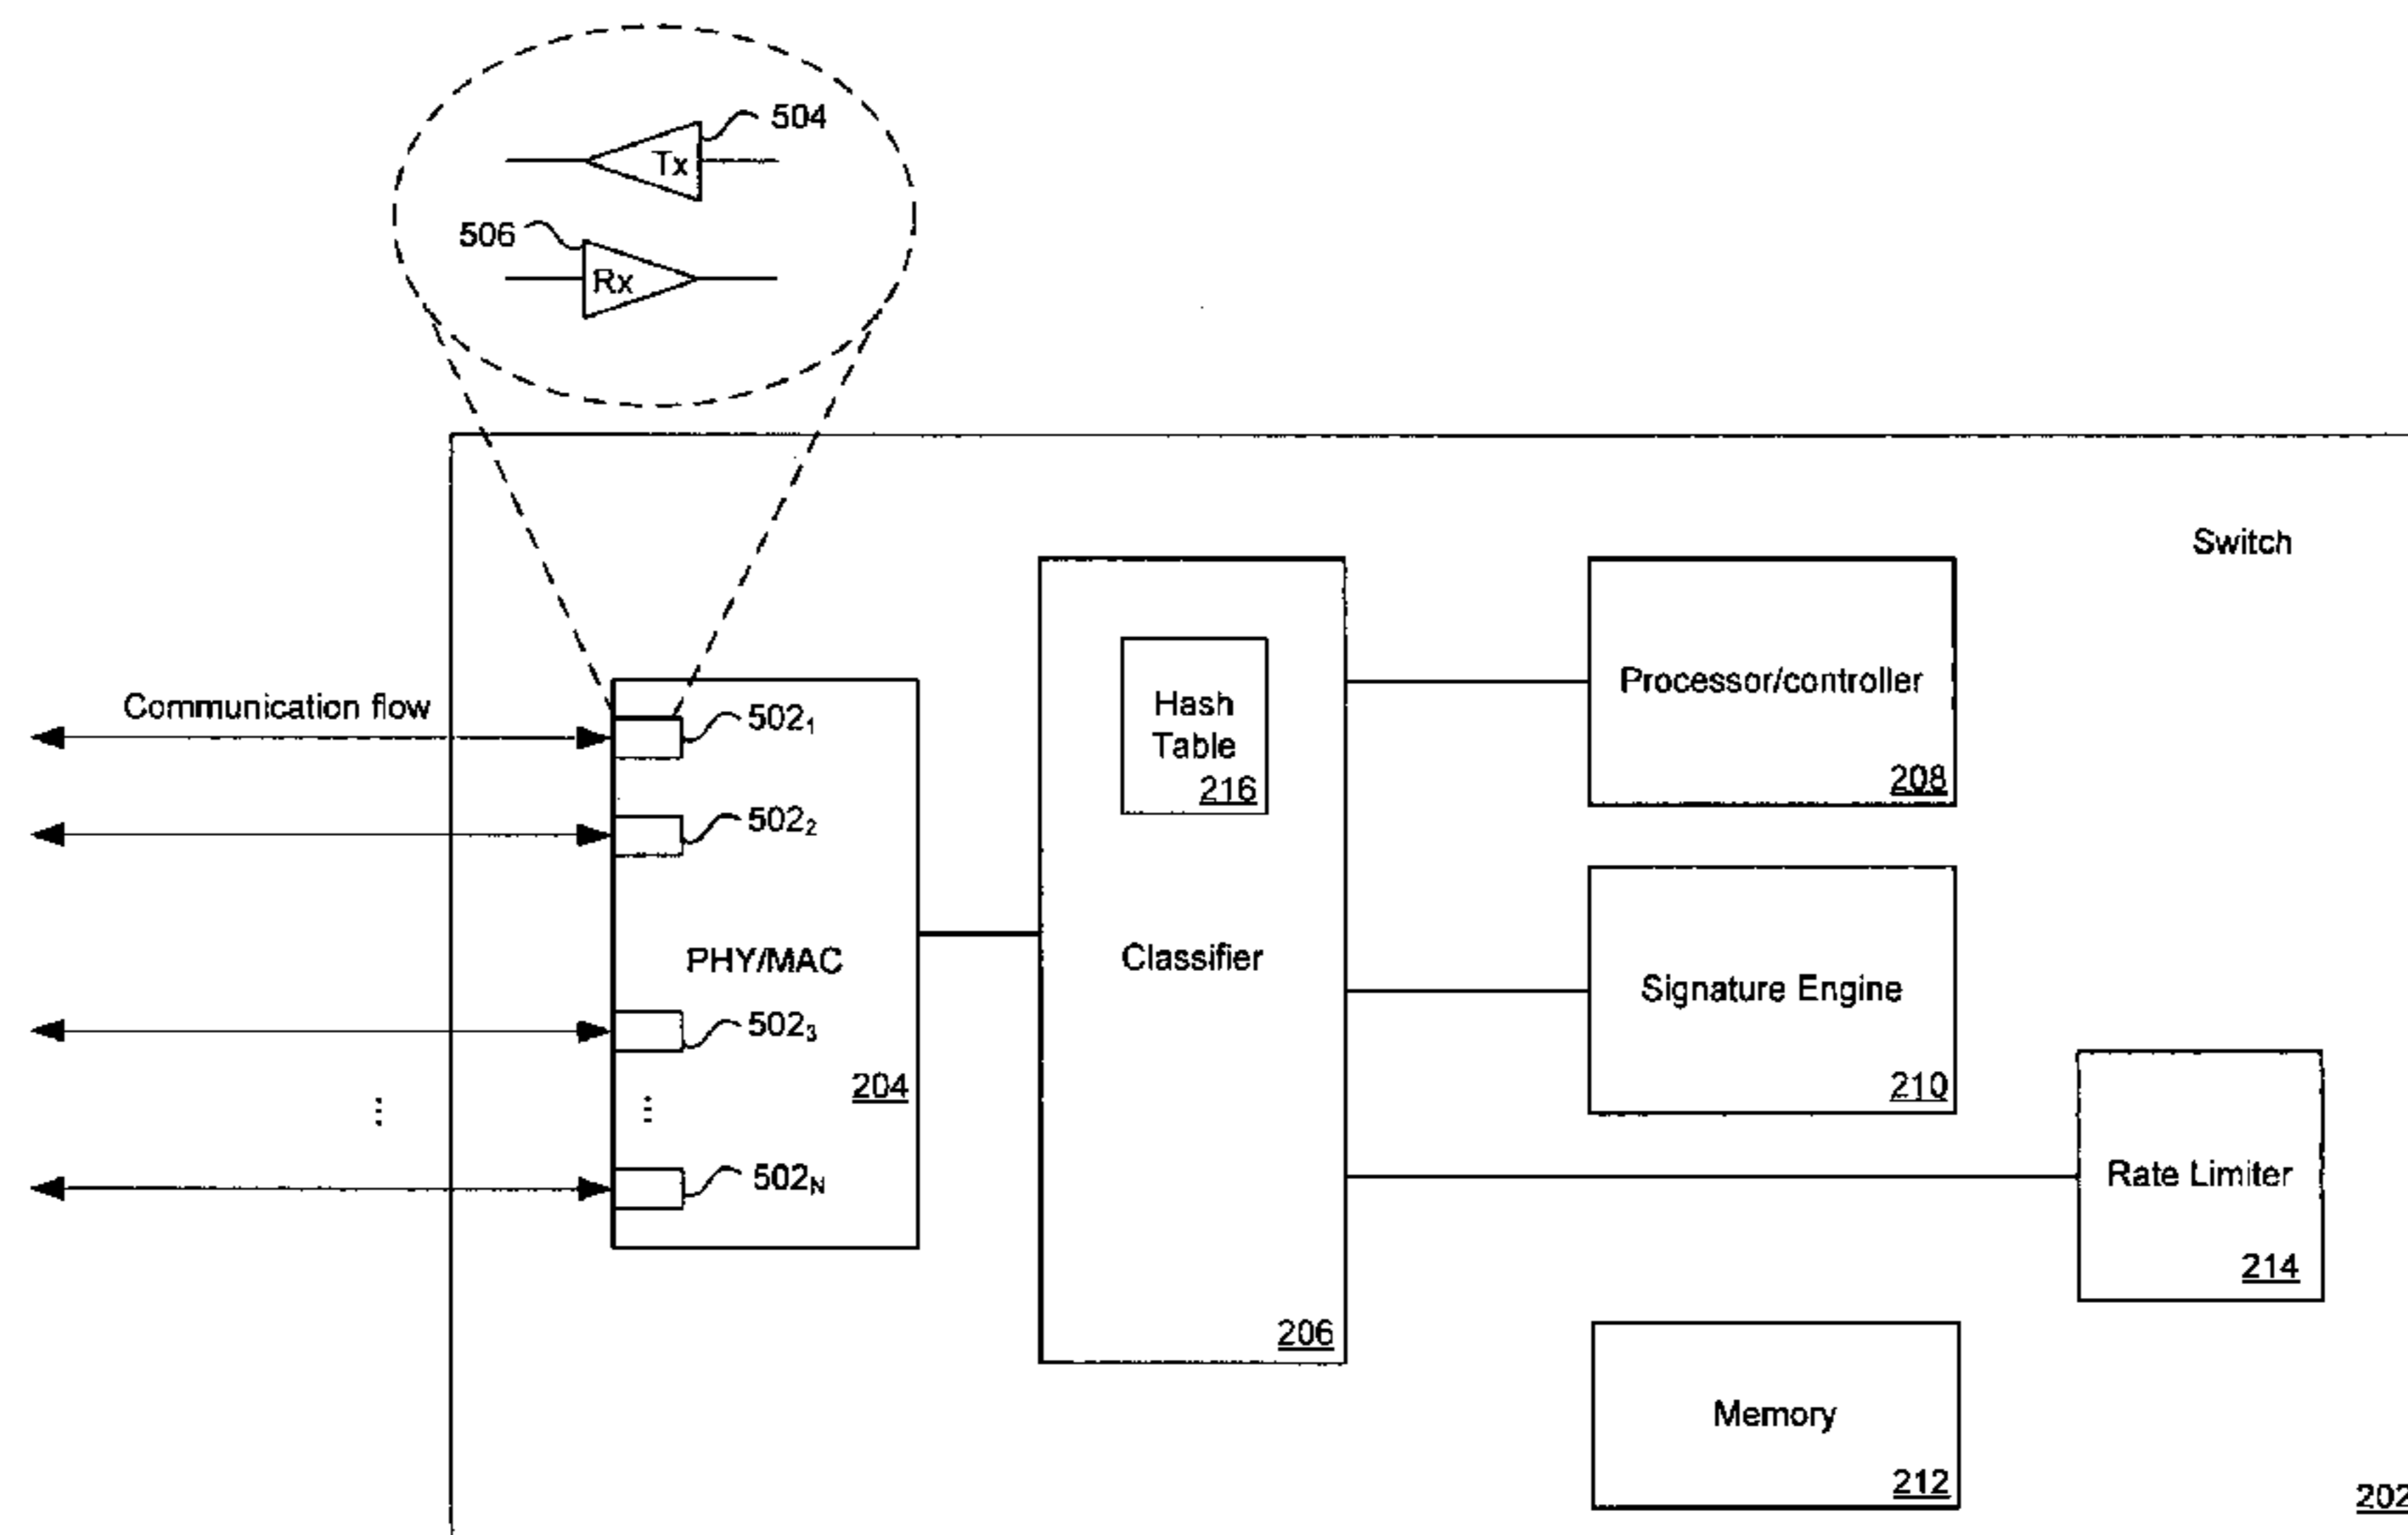 504
Tx
506
Rx
Switch
Communication flow
502₁
Hash
Table
216
Processor/controller
208
502₂
PHY/MAC
Classifier
Signature Engine
502₃
204
210
...
...
502N
Rate Limiter
214
206
Memory
212
202